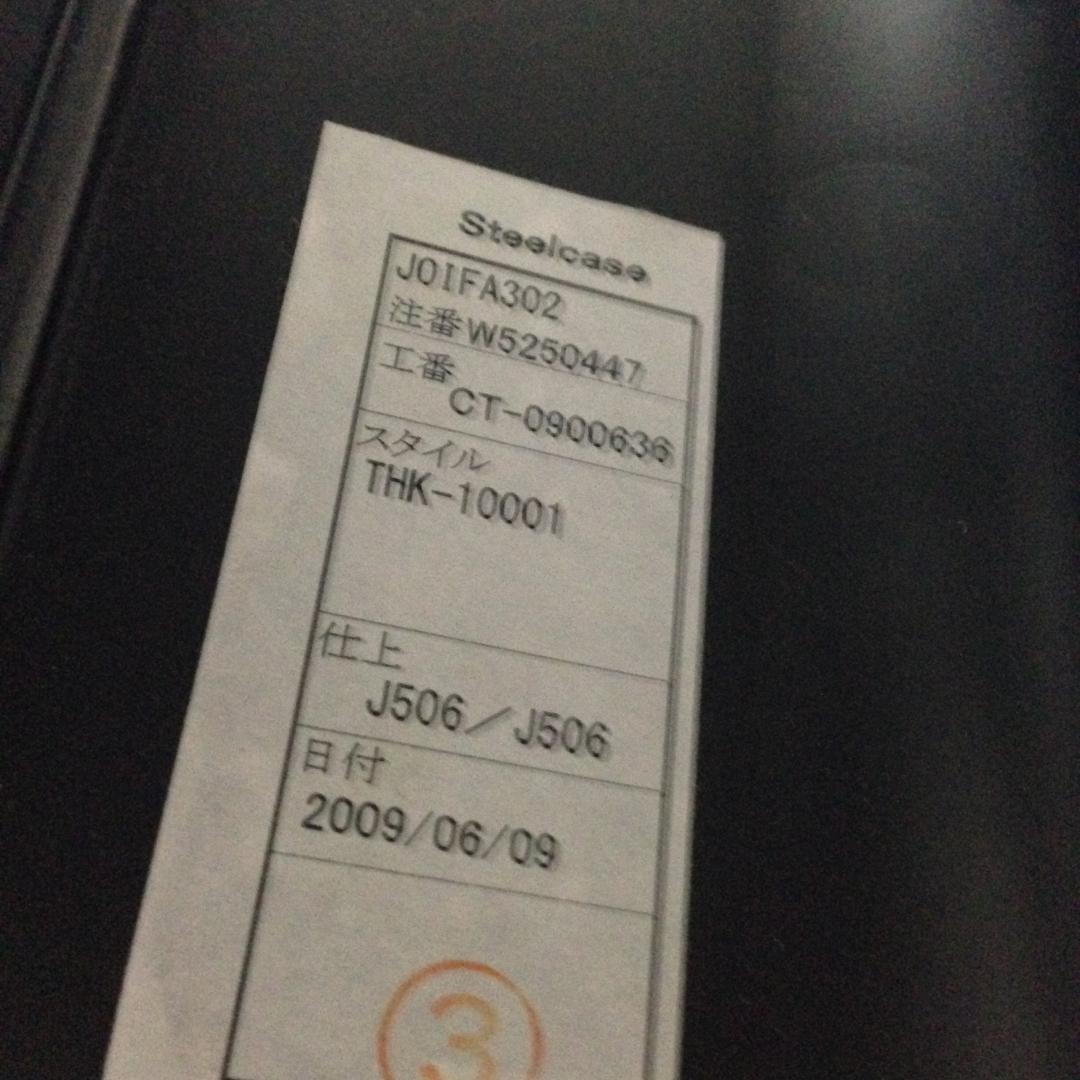 Steelcase
JOIFA302
注番W5250447
工番
CT-0900636
スタイル
THK-10001
仕上
J506／J506
日付
2009/06/09
3